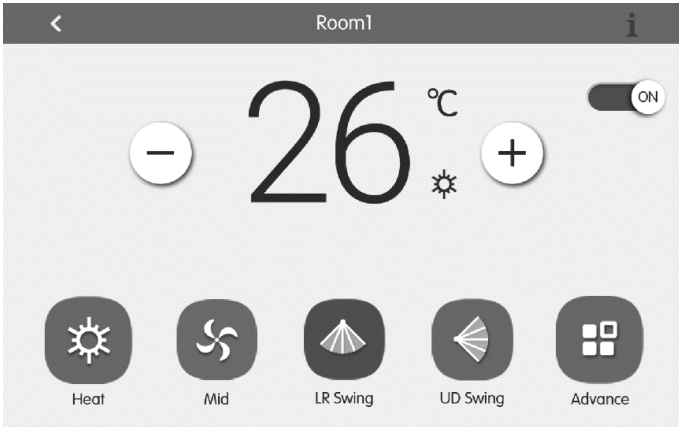 Room1
26 °C
ON
Heat
Mid
LR Swing
UD Swing
Advance